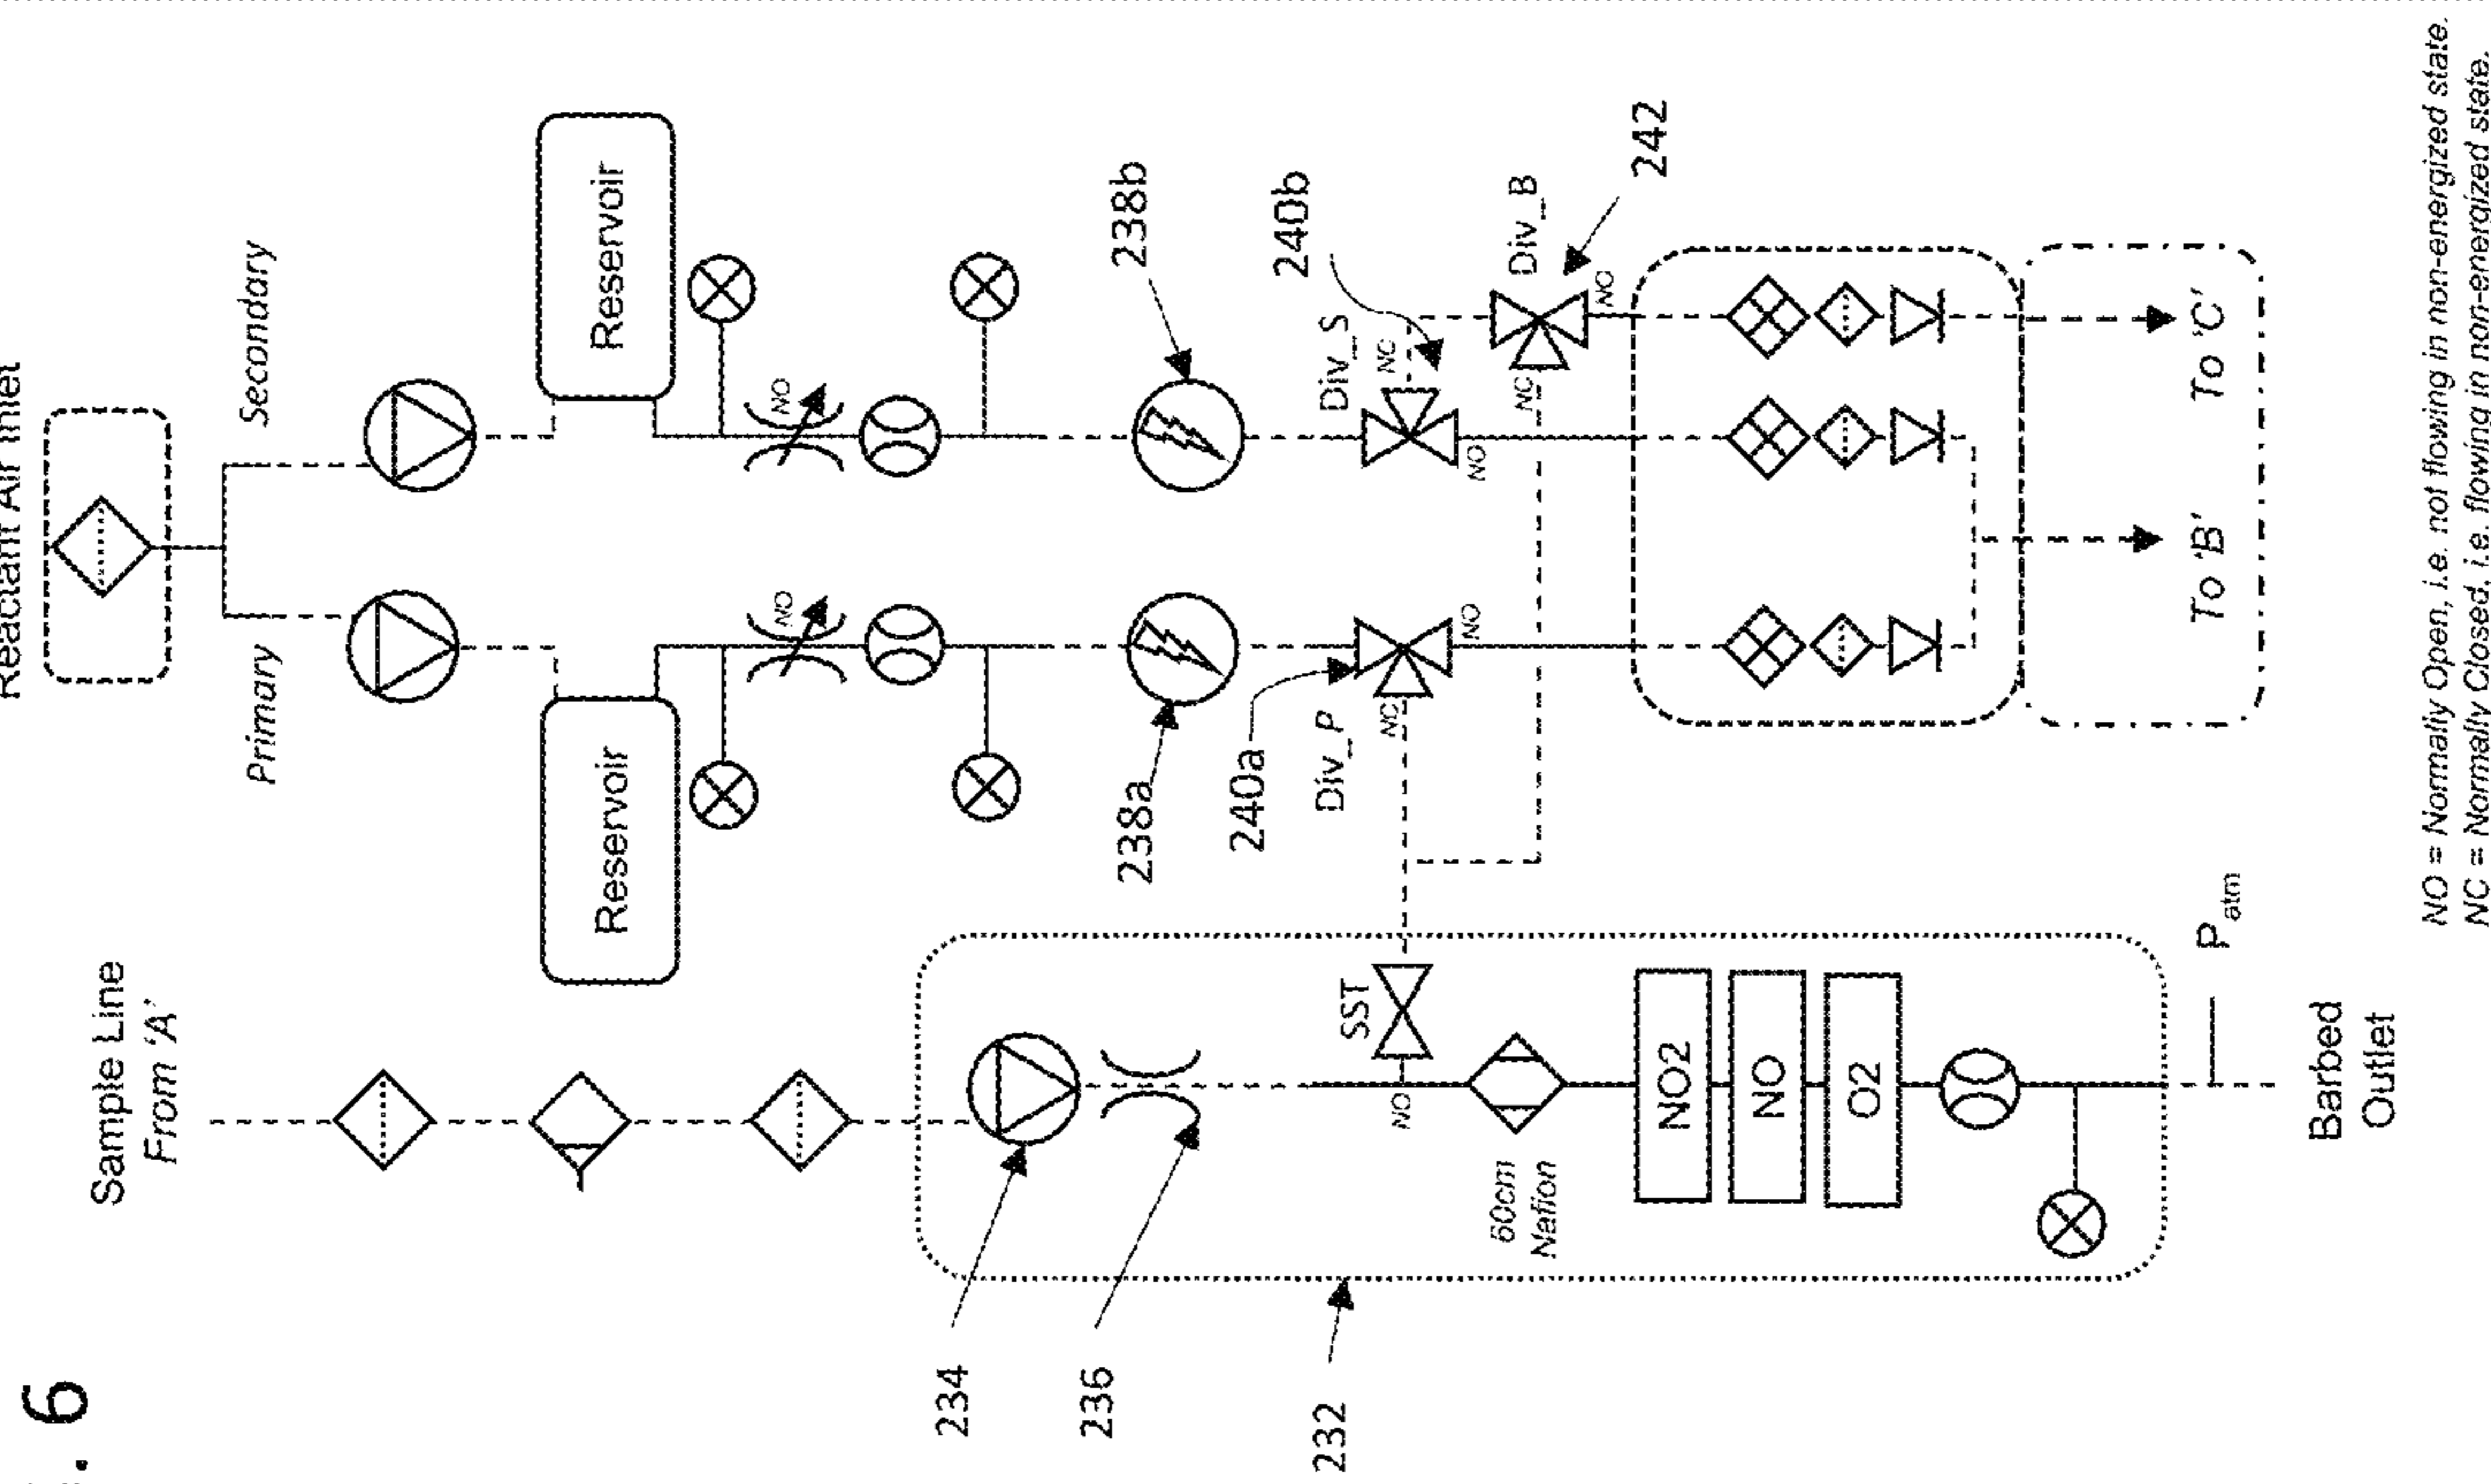 . 6
Reactant Air Inlet
Sample Line
From 'A'
Primary
Secondary
Reservoir
Reservoir
NO
NO
234
236
238a
238b
240a
240b
232
Div_P
Div_S
SST
NO
NC
NC
NO
NO
60cm
Nafion
NC
Div_B
NO
242
NO2
NO
O2
To 'B'
To 'C'
Patm
Barbed
Outlet
NO = Normally Open, i.e. not flowing in non-energized state.
NC = Normally Closed, i.e. flowing in non-energized state.